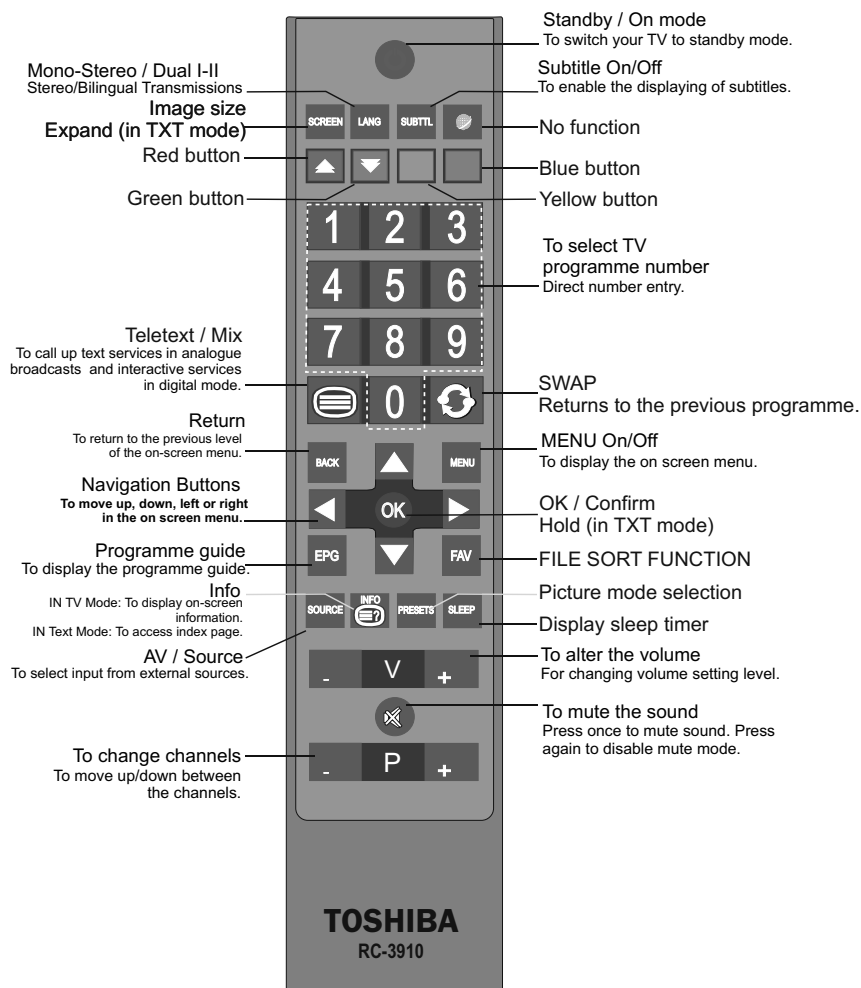 Standby / On mode
To switch your TV to standby mode.
Mono-Stereo / Dual I-II
Stereo/Bilingual Transmissions
Subtitle On/Off
To enable the displaying of subtitles.
Image size
Expand (in TXT mode)
SCREEN LANG SUBTTL
No function
Red button
Blue button
Green button
Yellow button
1 2 3
To select TV
programme number
Direct number entry.
4 5 6
7 8 9
Teletext / Mix
To call up text services in analogue
broadcasts and interactive services
in digital mode.
0
SWAP
Returns to the previous programme.
Return
To return to the previous level
of the on-screen menu.
BACK MENU
MENU On/Off
To display the on screen menu.
Navigation Buttons
To move up, down, left or right
in the on screen menu.
OK
OK / Confirm
Hold (in TXT mode)
Programme guide
To display the programme guide.
EPG FAV
FILE SORT FUNCTION
Info
IN TV Mode: To display on-screen
information.
IN Text Mode: To access index page.
SOURCE INFO PRESETS SLEEP
?
Picture mode selection
Display sleep timer
AV / Source
To select input from external sources.
- V +
To alter the volume
For changing volume setting level.
To mute the sound
Press once to mute sound. Press
again to disable mute mode.
To change channels
To move up/down between
the channels.
- P +
TOSHIBA
RC-3910